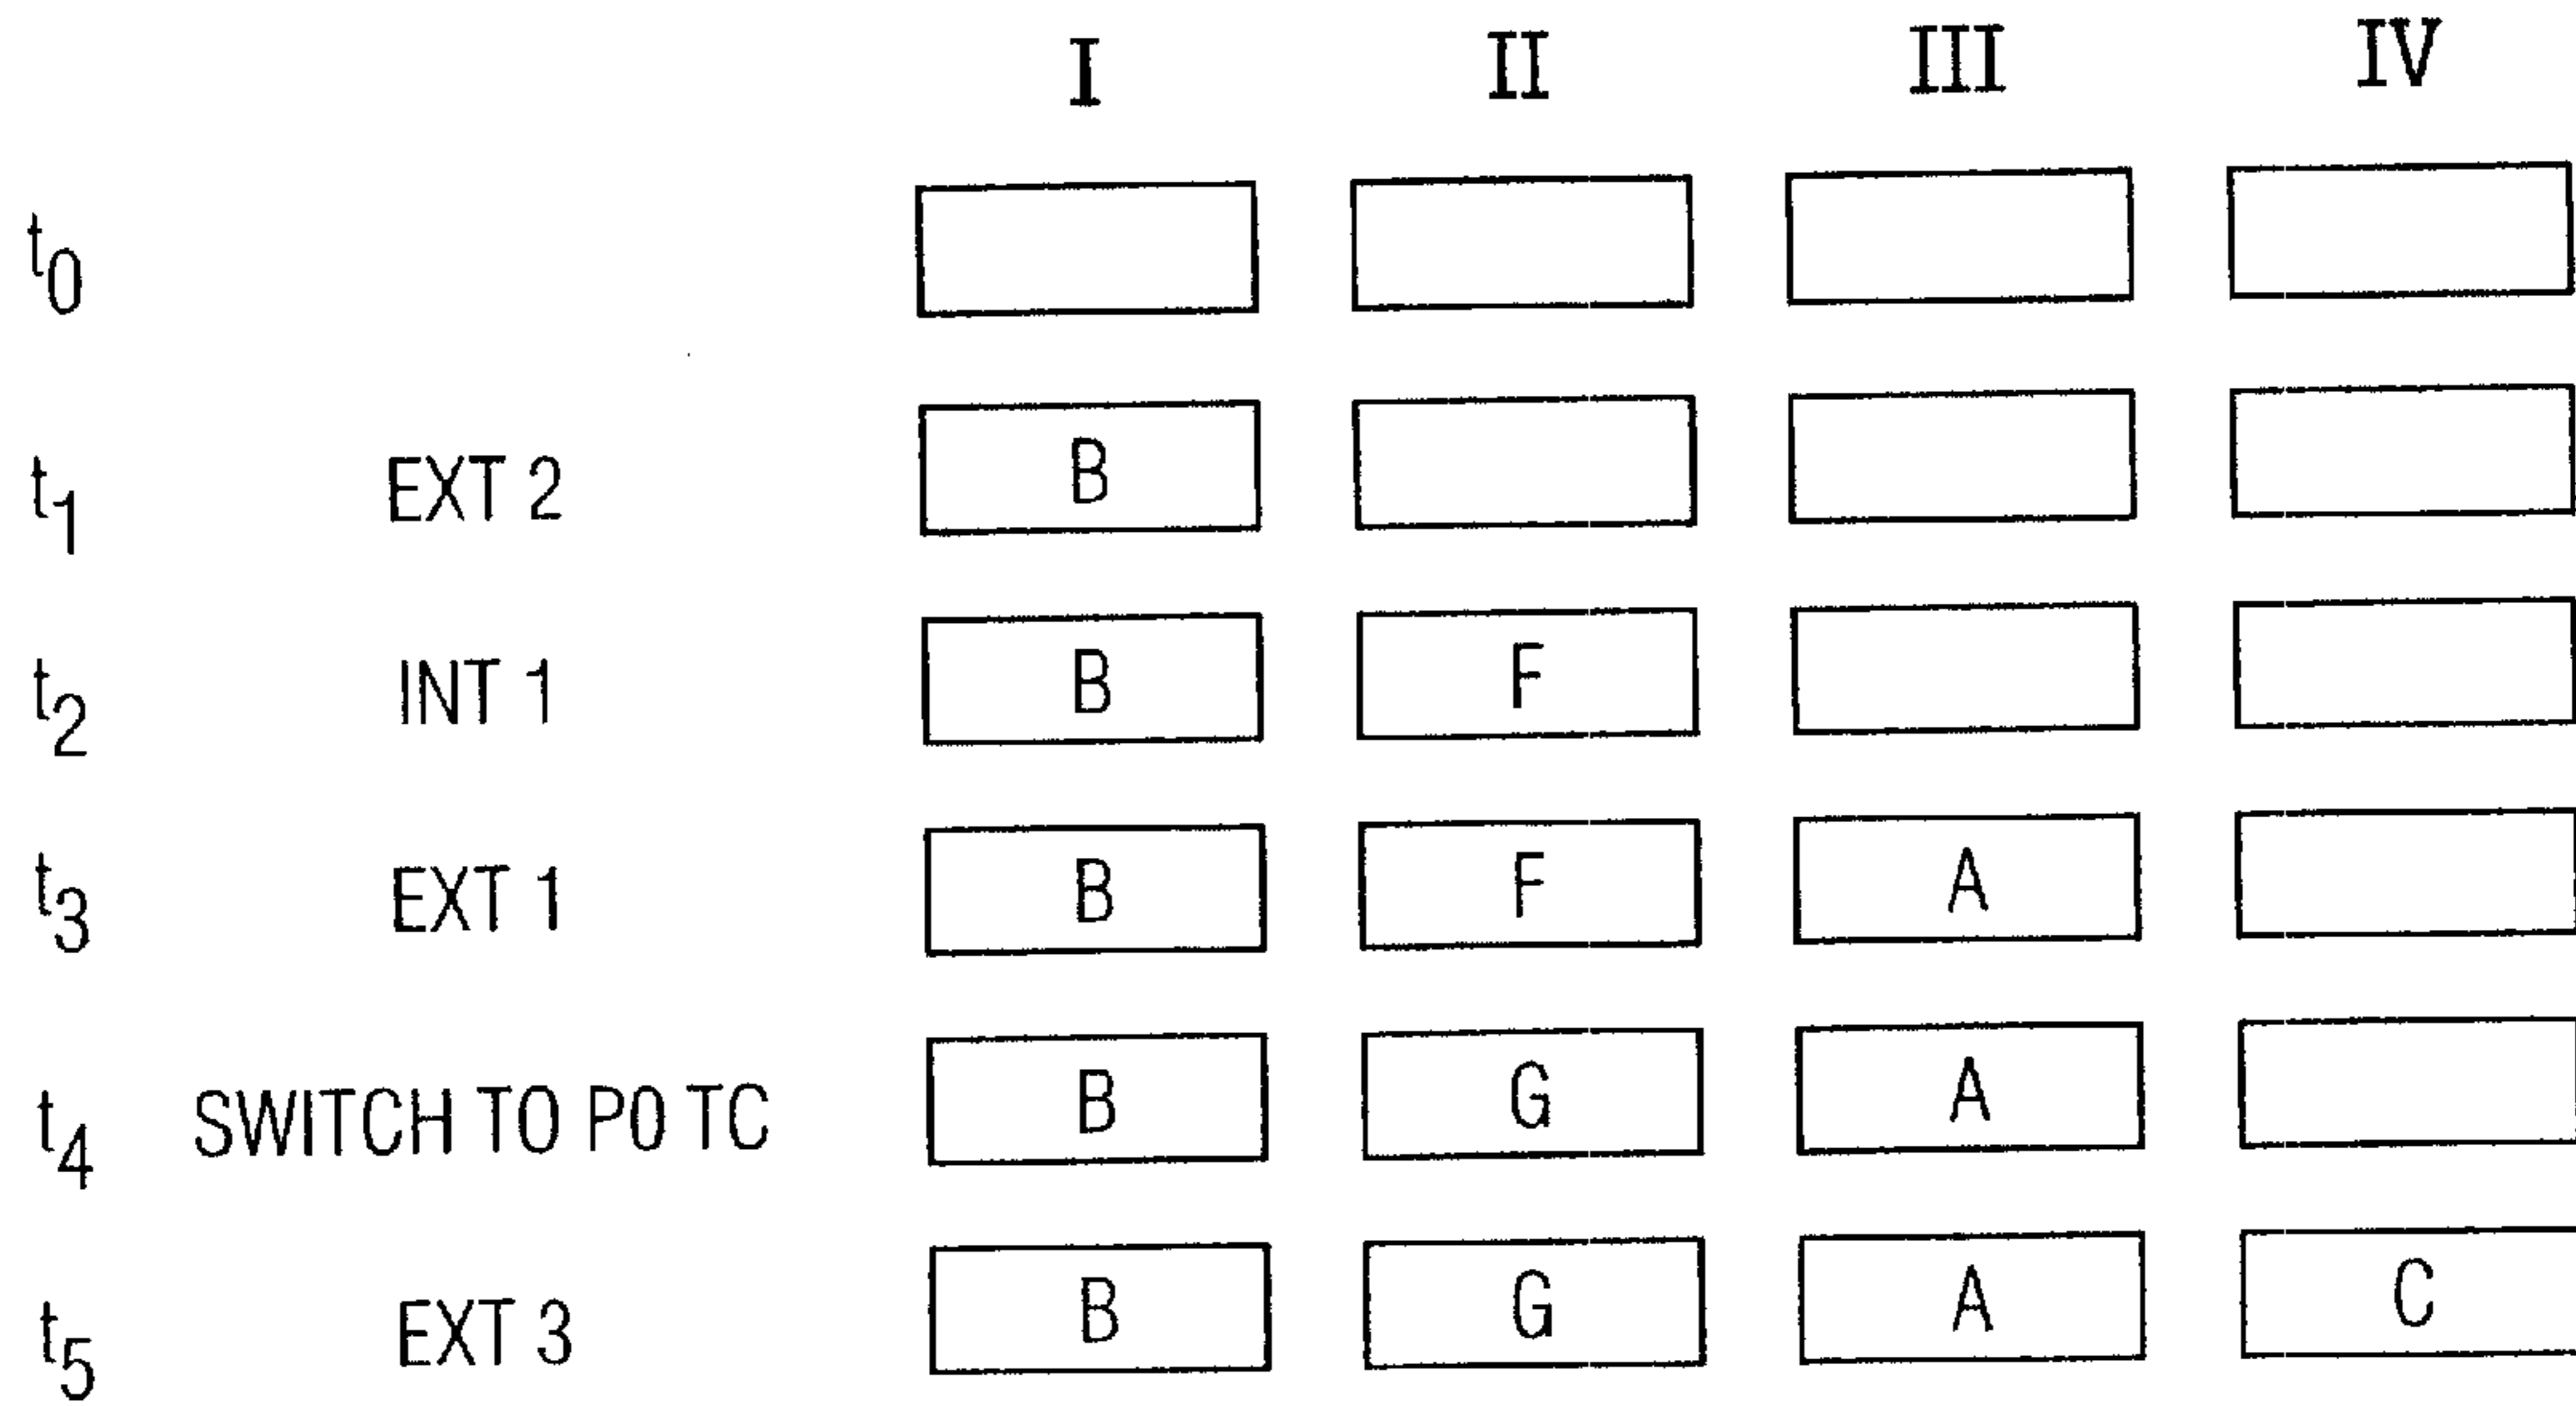 I II III IV
t0
t1 EXT 2 B
t2 INT 1 B F
t3 EXT 1 B F A
t4 SWITCH TO P0 TC B G A
t5 EXT 3 B G A C